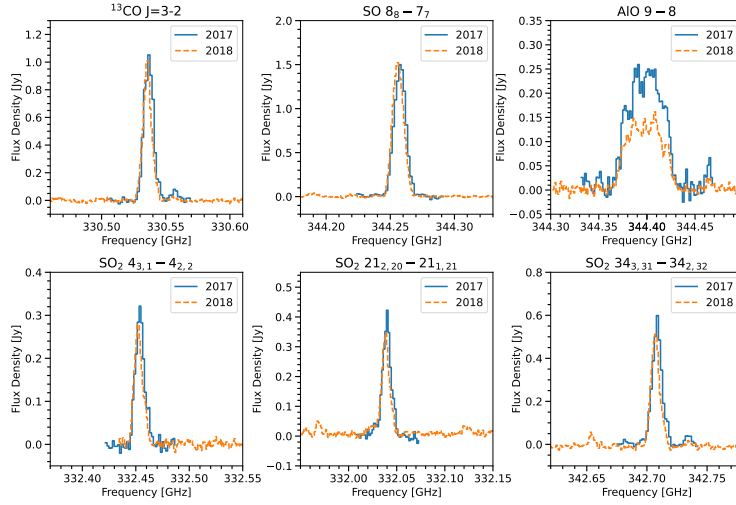 ¹³CO J=3-2
SO 8₈ − 7₇
AlO 9 − 8
Flux Density [Jy]
1.2
1.0
0.8
0.6
0.4
0.2
0.0
2017
2018
330.50 330.55 330.60
Frequency [GHz]
Flux Density [Jy]
2.0
1.5
1.0
0.5
0.0
2017
2018
344.20 344.25 344.30
Frequency [GHz]
Flux Density [Jy]
0.35
0.30
0.25
0.20
0.15
0.10
0.05
0.00
−0.05
2017
2018
344.30 344.35 344.40 344.45
Frequency [GHz]
SO₂ 4₃,₁ − 4₂,₂
SO₂ 21₂,₂₀ − 21₁,₂₁
SO₂ 34₃,₃₁ − 34₂,₃₂
Flux Density [Jy]
0.4
0.3
0.2
0.1
0.0
2017
2018
332.40 332.45 332.50 332.55
Frequency [GHz]
Flux Density [Jy]
0.5
0.4
0.3
0.2
0.1
0.0
−0.1
2017
2018
332.00 332.05 332.10 332.15
Frequency [GHz]
Flux Density [Jy]
0.8
0.6
0.4
0.2
0.0
2017
2018
342.65 342.70 342.75
Frequency [GHz]